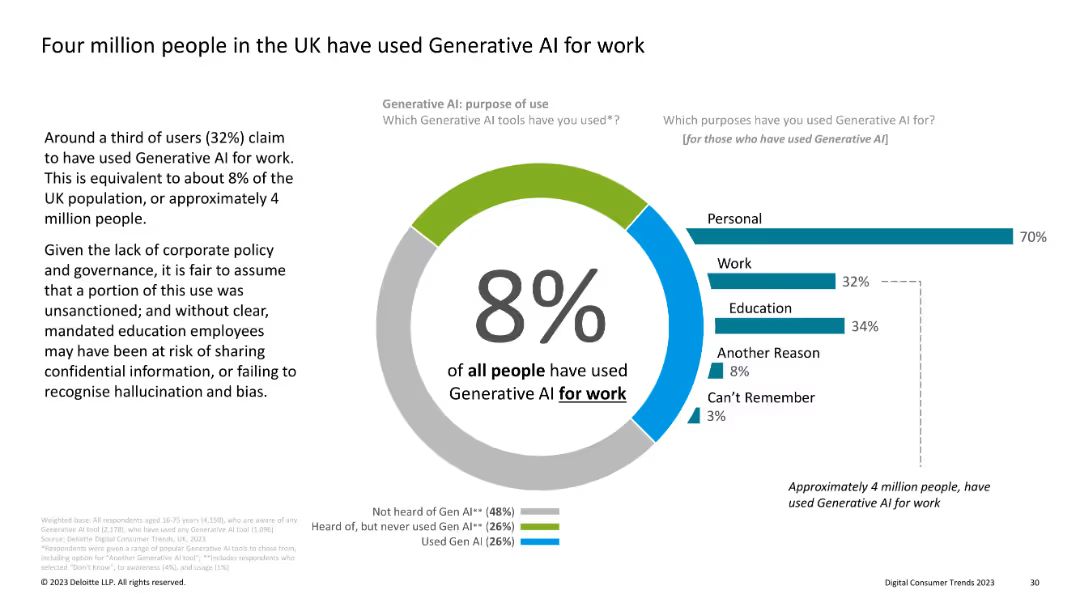 Four million people in the UK have used Generative AI for work
Around a third of users (32%) claim
to have used Generative AI for work.
This is equivalent to about 8% of the
UK population, or approximately 4
million people.
Given the lack of corporate policy
and governance, it is fair to assume
that a portion of this use was
unsanctioned; and without clear,
mandated education employees
may have been at risk of sharing
confidential information, or failing to
recognise hallucination and bias.
Generative AI: purpose of use
Which Generative AI tools have you used*?
8%
of all people have used
Generative AI for work
Not heard of Gen AI** (48%)
Heard of, but never used Gen AI** (26%)
Used Gen AI (26%)
Which purposes have you used Generative AI for?
[for those who have used Generative AI]
Personal
70%
Work
32%
Education
34%
Another Reason
8%
Can't Remember
3%
Approximately 4 million people, have
used Generative AI for work
Weighted base: All respondents aged 16-75 years (4,150), who are aware of any
Generative AI tool (2,178), who have used any Generative AI tool (1,096)
Source: Deloitte Digital Consumer Trends, UK, 2023
*Respondents were given a range of popular Generative AI tools to chose from,
including option for "Another Generative AI tool"; **Includes respondents who
selected "Don't Know", to awareness (4%), and usage (1%)
© 2023 Deloitte LLP. All rights reserved.
Digital Consumer Trends 2023
30